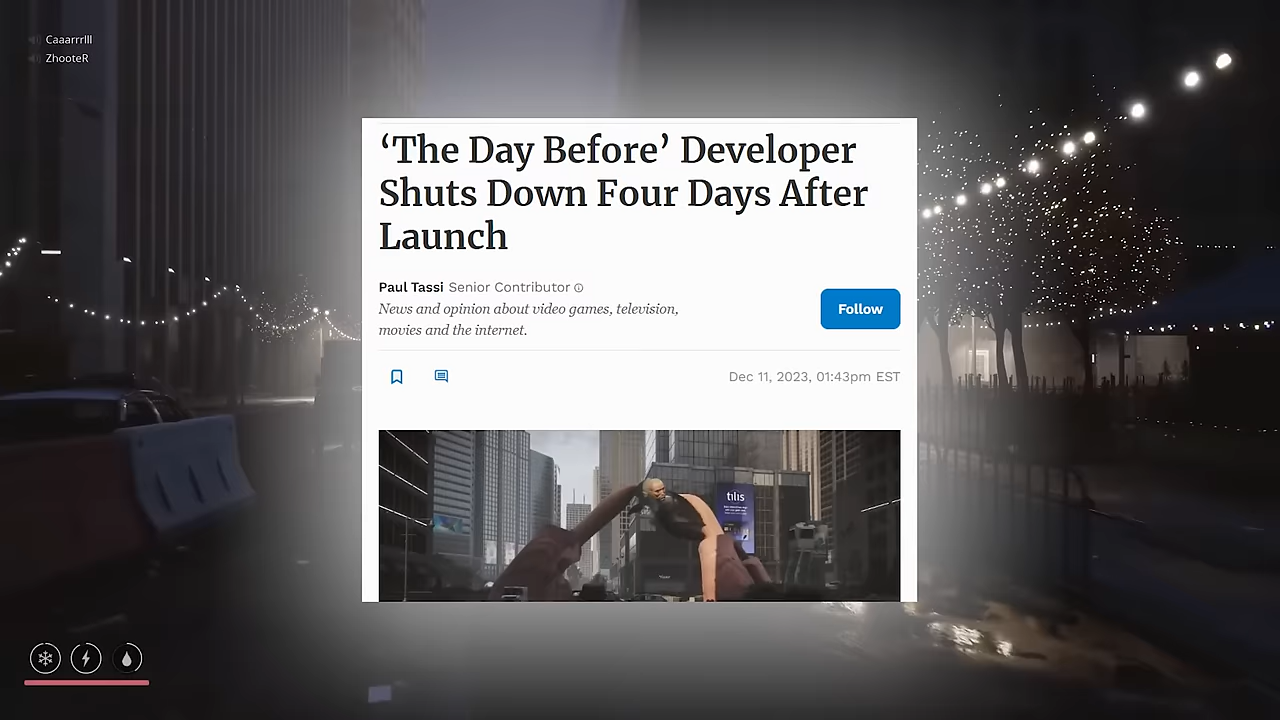 Caaarrrlll
ZhooteR
‘The Day Before’ Developer
Shuts Down Four Days After
Launch
Paul Tassi Senior Contributor
News and opinion about video games, television,
movies and the internet.
Follow
Dec 11, 2023, 01:43pm EST
tilis